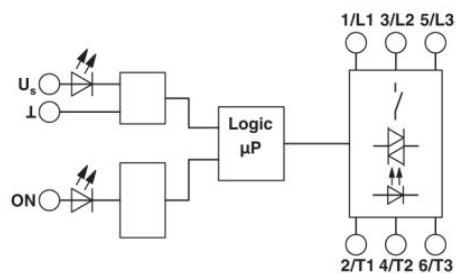 1/L1 3/L2 5/L3
Us
⊥
Logic
μP
ON
2/T1 4/T2 6/T3